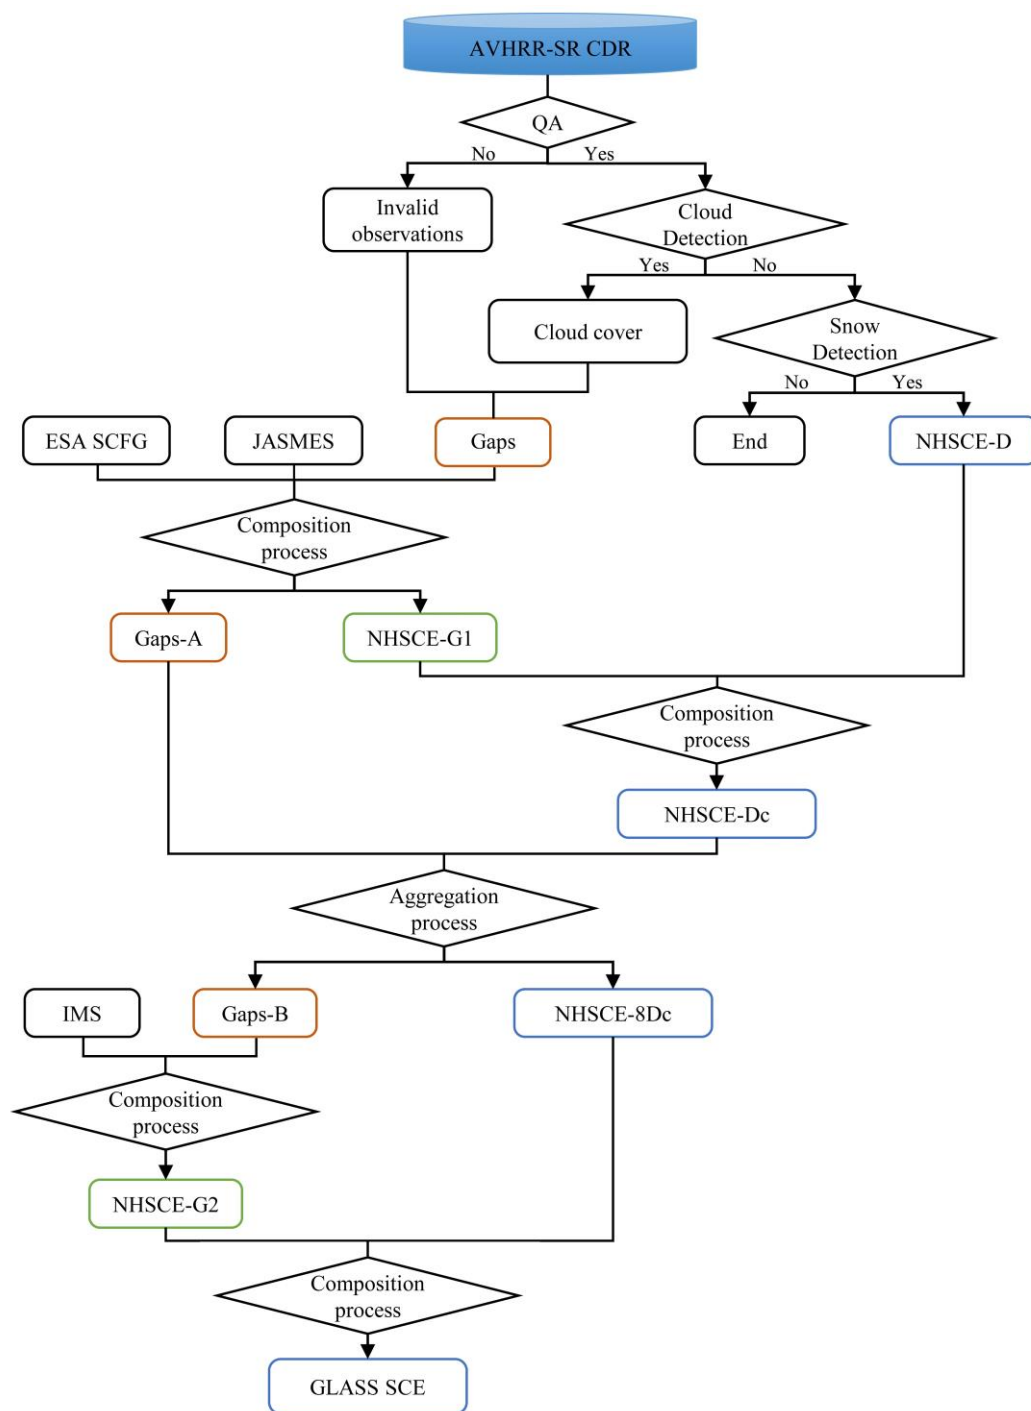 AVHRR-SR CDR
QA
No
Yes
Invalid
observations
Cloud
Detection
Yes
No
Cloud cover
Snow
Detection
No
Yes
ESA SCFG
JASMES
Gaps
End
NHSCE-D
Composition
process
Gaps-A
NHSCE-G1
Composition
process
NHSCE-Dc
Aggregation
process
IMS
Gaps-B
NHSCE-8Dc
Composition
process
NHSCE-G2
Composition
process
GLASS SCE